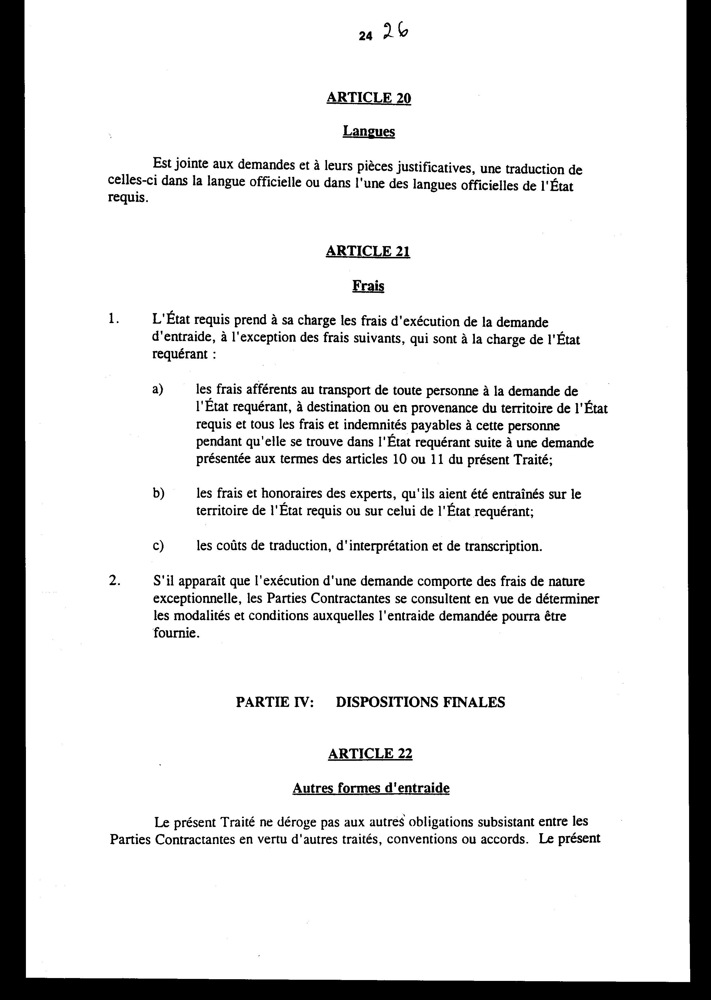 24 26
ARTICLE 20
Langues
Est jointe aux demandes et à leurs pièces justificatives, une traduction de
celles-ci dans la langue officielle ou dans l'une des langues officielles de l'État
requis.
ARTICLE 21
Frais
1. L'État requis prend à sa charge les frais d'exécution de la demande
d'entraide, à l'exception des frais suivants, qui sont à la charge de l'État
requérant :
a) les frais afférents au transport de toute personne à la demande de
l'État requérant, à destination ou en provenance du territoire de l'État
requis et tous les frais et indemnités payables à cette personne
pendant qu'elle se trouve dans l'État requérant suite à une demande
présentée aux termes des articles 10 ou 11 du présent Traité;
b) les frais et honoraires des experts, qu'ils aient été entraînés sur le
territoire de l'État requis ou sur celui de l'État requérant;
c) les coûts de traduction, d'interprétation et de transcription.
2. S'il apparaît que l'exécution d'une demande comporte des frais de nature
exceptionnelle, les Parties Contractantes se consultent en vue de déterminer
les modalités et conditions auxquelles l'entraide demandée pourra être
fournie.
PARTIE IV: DISPOSITIONS FINALES
ARTICLE 22
Autres formes d'entraide
Le présent Traité ne déroge pas aux autres obligations subsistant entre les
Parties Contractantes en vertu d'autres traités, conventions ou accords. Le présent